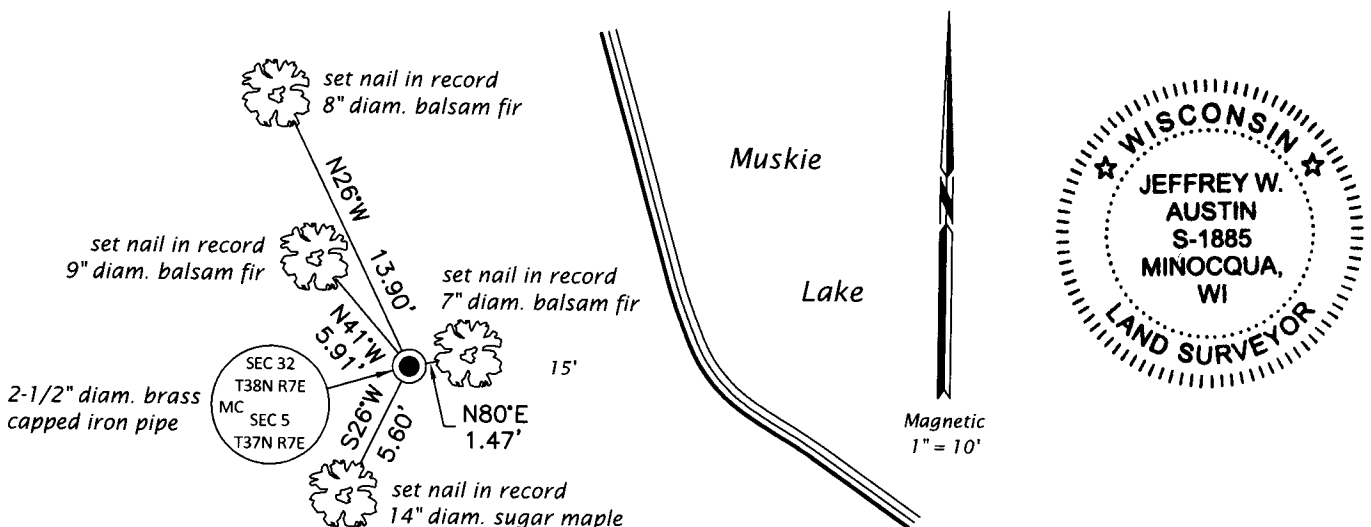 set nail in record
8" diam. balsam fir
N26°W
13.90'
set nail in record
9" diam. balsam fir
N41°W
5.91'
set nail in record
7" diam. balsam fir
15'
N80°E
1.47'
2-1/2" diam. brass
capped iron pipe
SEC 32
T38N R7E
MC
SEC 5
T37N R7E
S26°W
5.60'
set nail in record
14" diam. sugar maple
Muskie
Lake
N
Magnetic
1" = 10'
WISCONSIN
JEFFREY W.
AUSTIN
S-1885
MINOCQUA,
WI
LAND SURVEYOR